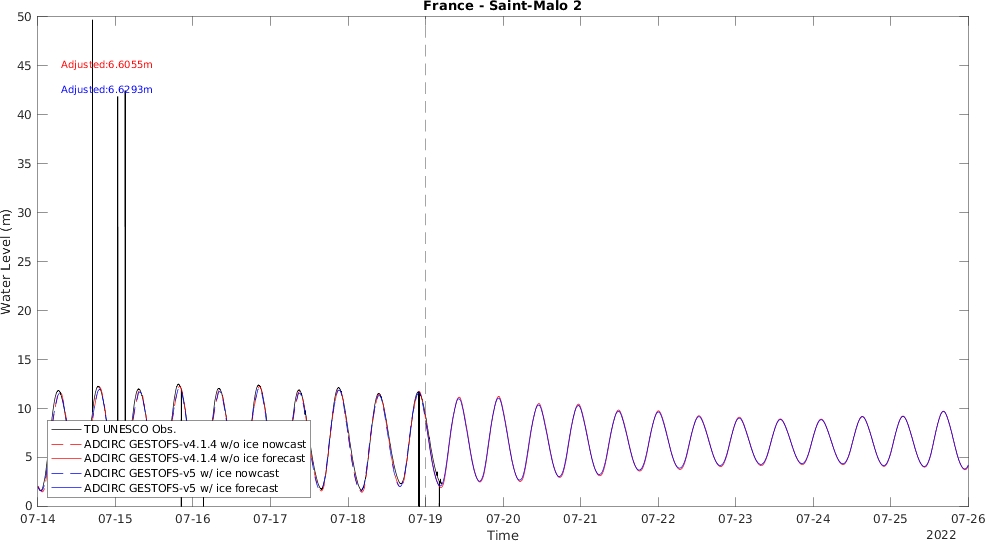 France - Saint-Malo 2
50
45
40
35
30
25
20
15
10
5
0
Water Level (m)
Adjusted:6.6055m
Adjusted:6.6293m
TD UNESCO Obs.
ADCIRC GESTOFS-v4.1.4 w/o ice nowcast
ADCIRC GESTOFS-v4.1.4 w/o ice forecast
ADCIRC GESTOFS-v5 w/ ice nowcast
ADCIRC GESTOFS-v5 w/ ice forecast
07-14 07-15 07-16 07-17 07-18 07-19 07-20 07-21 07-22 07-23 07-24 07-25 07-26
Time
2022